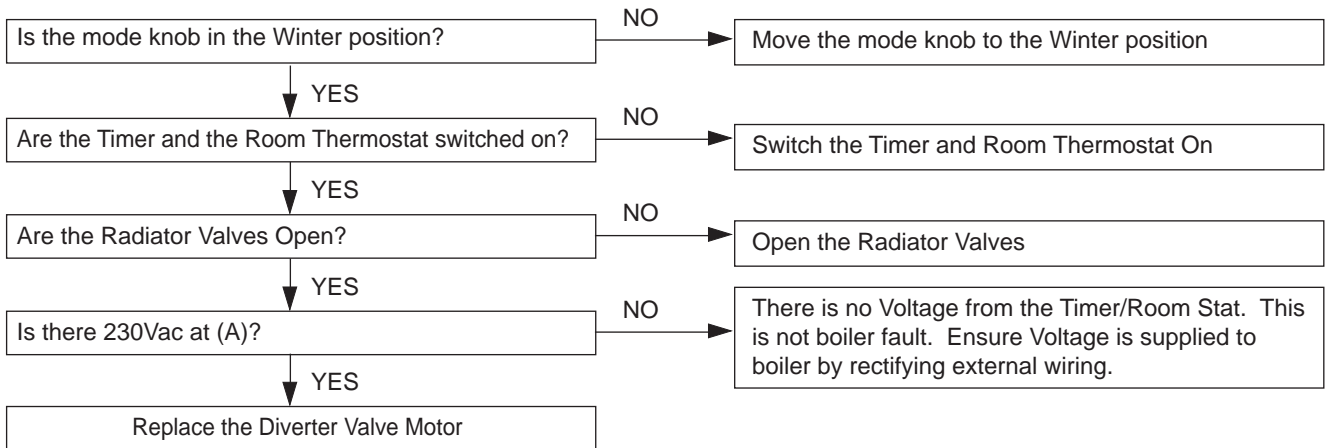 Is the mode knob in the Winter position?
NO
Move the mode knob to the Winter position
YES
Are the Timer and the Room Thermostat switched on?
NO
Switch the Timer and Room Thermostat On
YES
Are the Radiator Valves Open?
NO
Open the Radiator Valves
YES
Is there 230Vac at (A)?
NO
There is no Voltage from the Timer/Room Stat.  This
is not boiler fault.  Ensure Voltage is supplied to
boiler by rectifying external wiring.
YES
Replace the Diverter Valve Motor